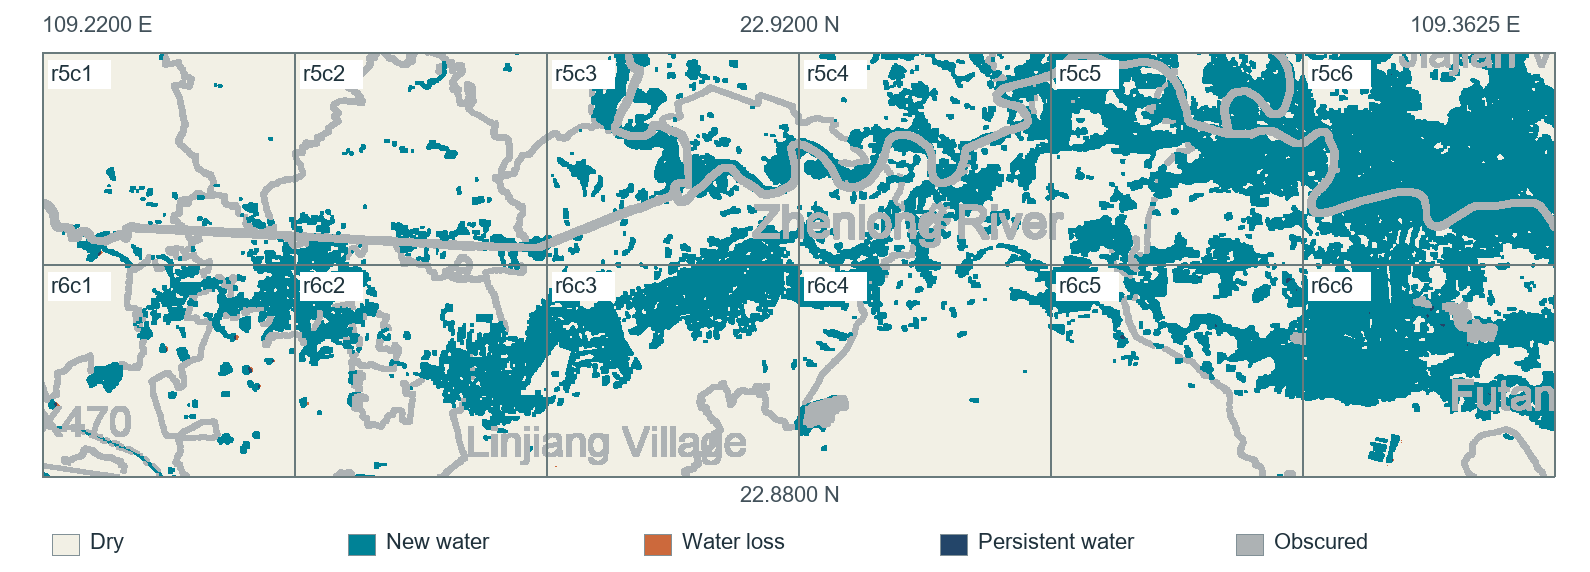 109.2200 E
22.9200 N
109.3625 E
r5c1
r5c2
r5c3
r5c4
r5c5
r5c6
Zhenlong River
r6c1
r6c2
r6c3
r6c4
r6c5
r6c6
Futan
K470
Linjiang Village
22.8800 N
Dry
New water
Water loss
Persistent water
Obscured